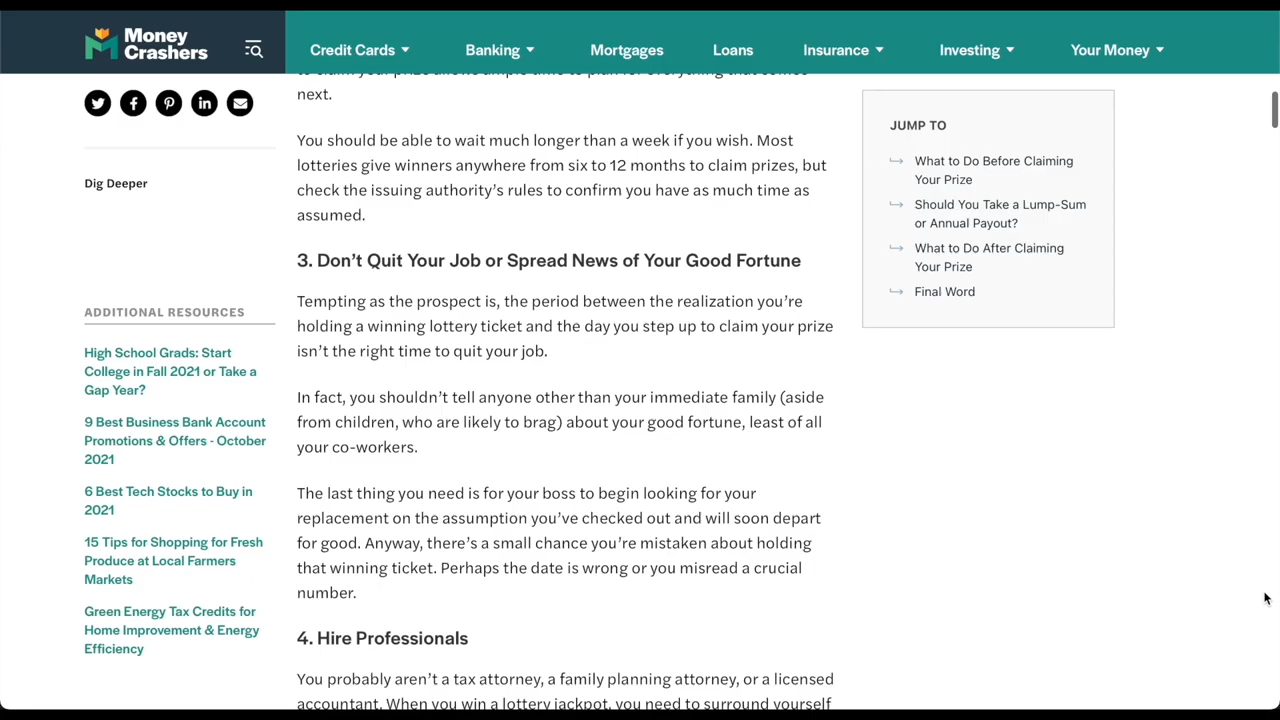 Money
Crashers
Credit Cards
Banking
Mortgages
Loans
Insurance
Investing
Your Money
to claim your prize allows ample time to plan for everything that comes
next.
You should be able to wait much longer than a week if you wish. Most
lotteries give winners anywhere from six to 12 months to claim prizes, but
check the issuing authority’s rules to confirm you have as much time as
assumed.
3. Don’t Quit Your Job or Spread News of Your Good Fortune
Tempting as the prospect is, the period between the realization you’re
holding a winning lottery ticket and the day you step up to claim your prize
isn’t the right time to quit your job.
In fact, you shouldn’t tell anyone other than your immediate family (aside
from children, who are likely to brag) about your good fortune, least of all
your co-workers.
The last thing you need is for your boss to begin looking for your
replacement on the assumption you’ve checked out and will soon depart
for good. Anyway, there’s a small chance you’re mistaken about holding
that winning ticket. Perhaps the date is wrong or you misread a crucial
number.
4. Hire Professionals
You probably aren’t a tax attorney, a family planning attorney, or a licensed
accountant. When you win a lottery jackpot, you need to surround yourself
Dig Deeper
ADDITIONAL RESOURCES
High School Grads: Start
College in Fall 2021 or Take a
Gap Year?
9 Best Business Bank Account
Promotions & Offers - October
2021
6 Best Tech Stocks to Buy in
2021
15 Tips for Shopping for Fresh
Produce at Local Farmers
Markets
Green Energy Tax Credits for
Home Improvement & Energy
Efficiency
JUMP TO
What to Do Before Claiming
Your Prize
Should You Take a Lump-Sum
or Annual Payout?
What to Do After Claiming
Your Prize
Final Word